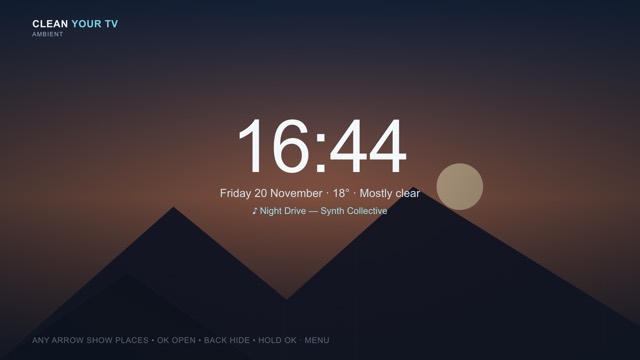 CLEAN YOUR TV
AMBIENT
16:44
Friday 20 November · 18° · Mostly clear
♪ Night Drive — Synth Collective
ANY ARROW SHOW PLACES • OK OPEN • BACK HIDE • HOLD OK · MENU